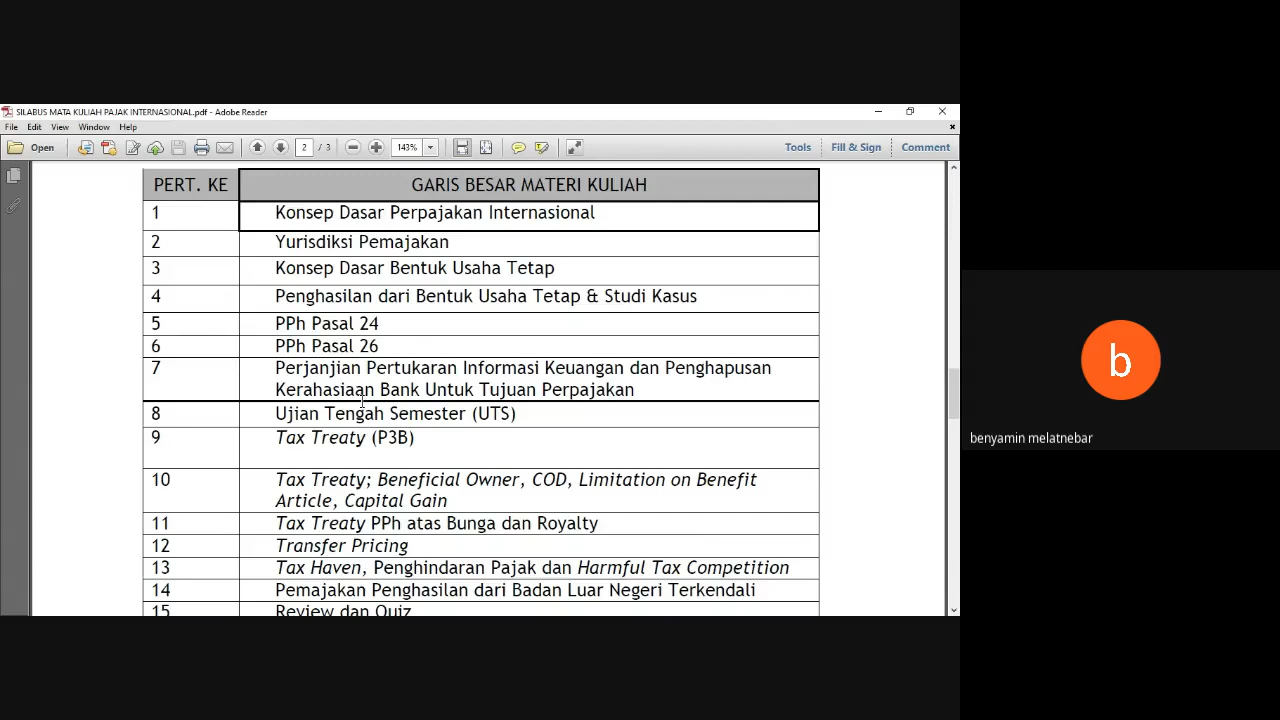 SILABUS MATA KULIAH PAJAK INTERNASIONAL.pdf - Adobe Reader
File Edit View Window Help
Open 2 / 3 143% Tools Fill & Sign Comment
PERT. KE GARIS BESAR MATERI KULIAH
1 Konsep Dasar Perpajakan Internasional
2 Yurisdiksi Pemajakan
3 Konsep Dasar Bentuk Usaha Tetap
4 Penghasilan dari Bentuk Usaha Tetap & Studi Kasus
5 PPh Pasal 24
6 PPh Pasal 26
7 Perjanjian Pertukaran Informasi Keuangan dan Penghapusan
Kerahasiaan Bank Untuk Tujuan Perpajakan
8 Ujian Tengah Semester (UTS)
9 Tax Treaty (P3B)
10 Tax Treaty; Beneficial Owner, COD, Limitation on Benefit
Article, Capital Gain
11 Tax Treaty PPh atas Bunga dan Royalty
12 Transfer Pricing
13 Tax Haven, Penghindaran Pajak dan Harmful Tax Competition
14 Pemajakan Penghasilan dari Badan Luar Negeri Terkendali
15 Review dan Quiz
b
benyamin melatnebar